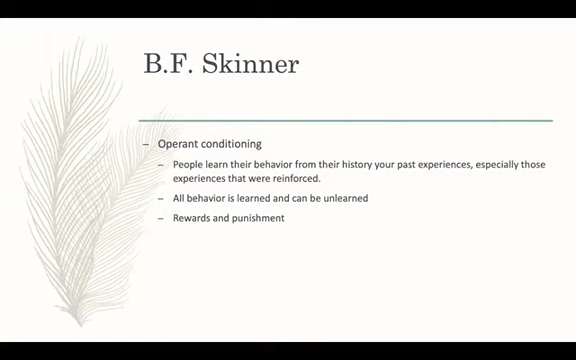 B.F. Skinner
– Operant conditioning
– People learn their behavior from their history your past experiences, especially those
experiences that were reinforced.
– All behavior is learned and can be unlearned
– Rewards and punishment